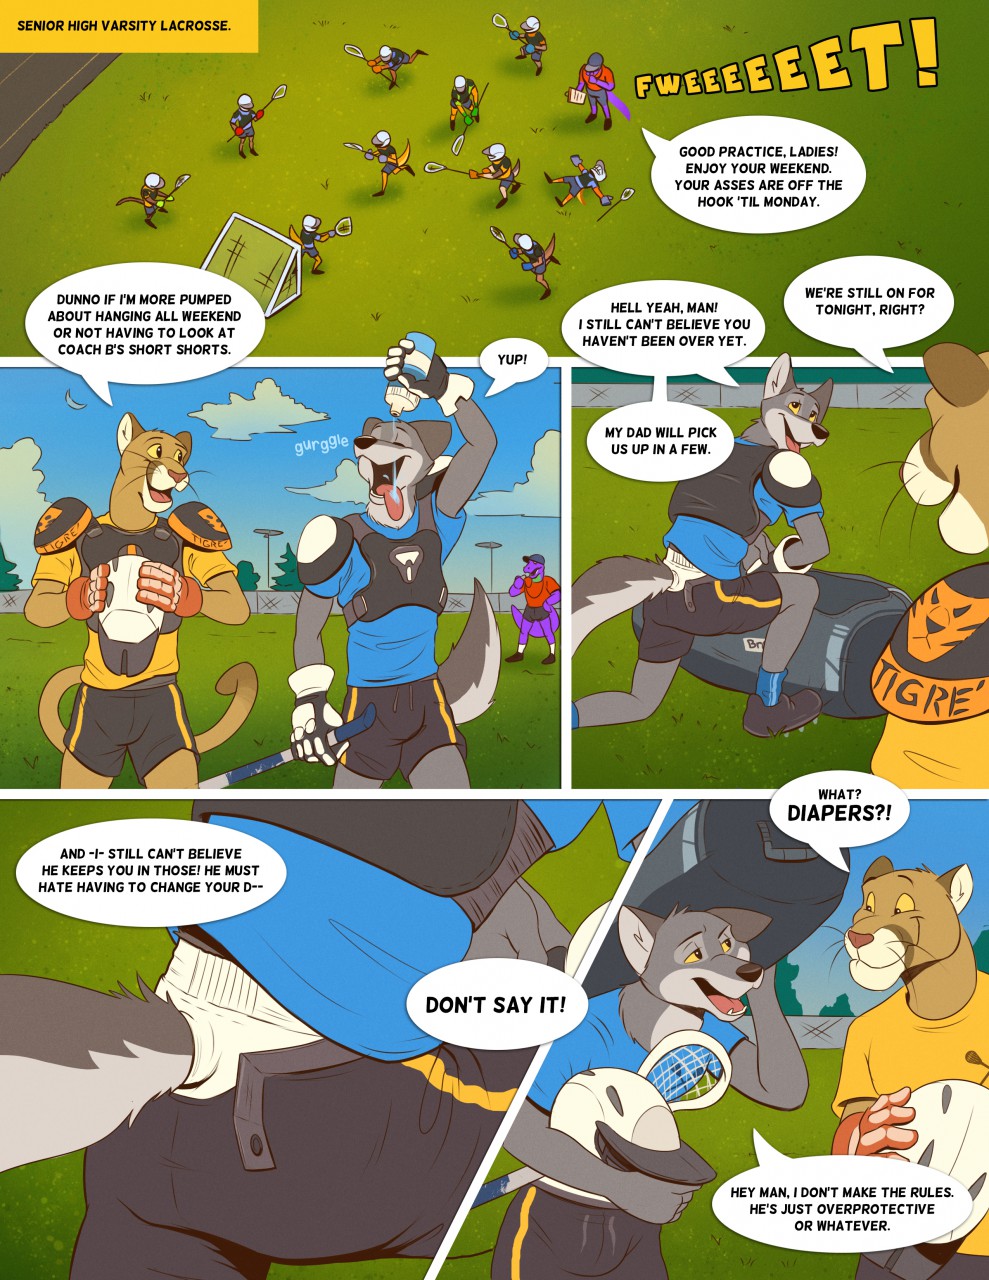 SENIOR HIGH VARSITY LACROSSE.
FWEEEEEEET!
GOOD PRACTICE, LADIES!
ENJOY YOUR WEEKEND.
YOUR ASSES ARE OFF THE
HOOK 'TIL MONDAY.
DUNNO IF I'M MORE PUMPED
ABOUT HANGING ALL WEEKEND
OR NOT HAVING TO LOOK AT
COACH B'S SHORT SHORTS.
YUP!
gurggle
TIGRE'
TIGRE'
WE'RE STILL ON FOR
TONIGHT, RIGHT?
HELL YEAH, MAN!
I STILL CAN'T BELIEVE YOU
HAVEN'T BEEN OVER YET.
MY DAD WILL PICK
US UP IN A FEW.
TIGRE'
AND -I- STILL CAN'T BELIEVE
HE KEEPS YOU IN THOSE! HE MUST
HATE HAVING TO CHANGE YOUR D--
DON'T SAY IT!
WHAT?
DIAPERS?!
HEY MAN, I DON'T MAKE THE RULES.
HE'S JUST OVERPROTECTIVE
OR WHATEVER.